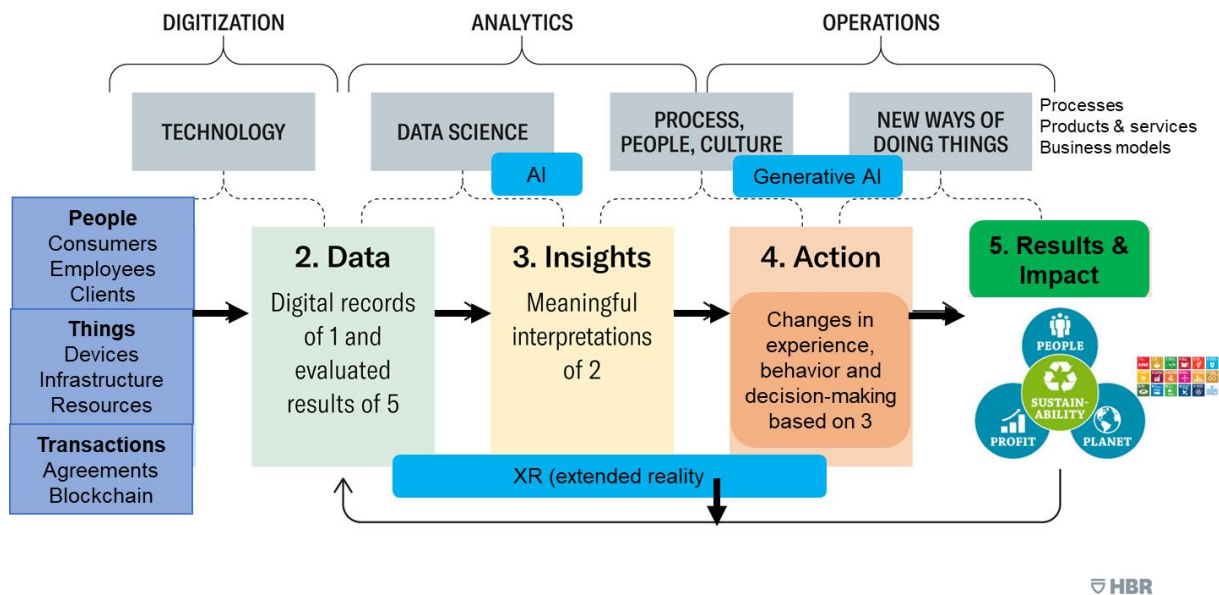 DIGITIZATION
ANALYTICS
OPERATIONS
TECHNOLOGY
DATA SCIENCE
PROCESS,
PEOPLE, CULTURE
NEW WAYS OF
DOING THINGS
Processes
Products & services
Business models
AI
Generative AI
People
Consumers
Employees
Clients
Things
Devices
Infrastructure
Resources
Transactions
Agreements
Blockchain
2. Data
Digital records
of 1 and
evaluated
results of 5
3. Insights
Meaningful
interpretations
of 2
4. Action
Changes in
experience,
behavior and
decision-making
based on 3
5. Results &
Impact
PEOPLE
SUSTAIN-
ABILITY
PROFIT
PLANET
XR (extended reality
HBR